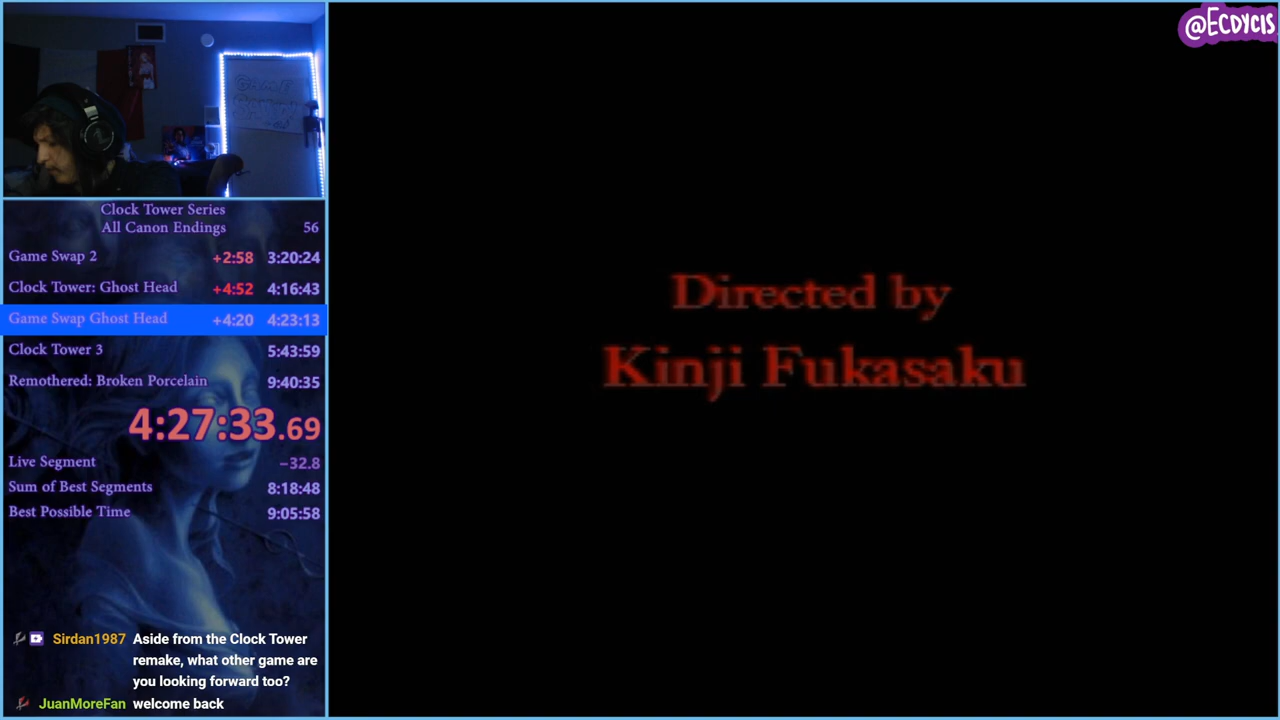 @ECDYCIS
Clock Tower Series
All Canon Endings 56
Game Swap 2 +2:58 3:20:24
Clock Tower: Ghost Head +4:52 4:16:43
Game Swap Ghost Head +4:20 4:23:13
Clock Tower 3 5:43:59
Remothered: Broken Porcelain 9:40:35
4:27:33.69
Live Segment −32.8
Sum of Best Segments 8:18:48
Best Possible Time 9:05:58
Sirdan1987 Aside from the Clock Tower
remake, what other game are
you looking forward too?
JuanMoreFan welcome back
Directed by
Kinji Fukasaku